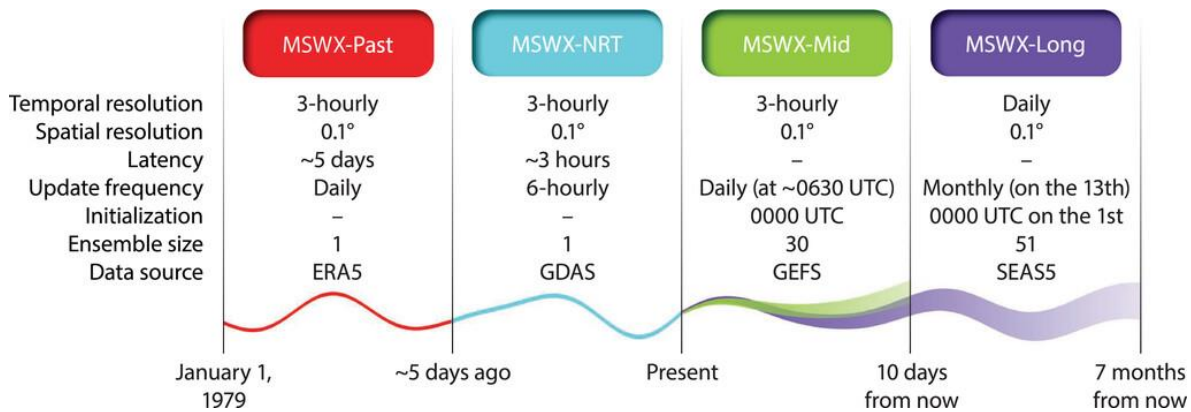 MSWX-Past MSWX-NRT MSWX-Mid MSWX-Long
Temporal resolution 3-hourly 3-hourly 3-hourly Daily
Spatial resolution 0.1° 0.1° 0.1° 0.1°
Latency ~5 days ~3 hours – –
Update frequency Daily 6-hourly Daily (at ~0630 UTC) Monthly (on the 13th)
Initialization – – 0000 UTC 0000 UTC on the 1st
Ensemble size 1 1 30 51
Data source ERA5 GDAS GEFS SEAS5
January 1, ~5 days ago Present 10 days 7 months
1979 from now from now